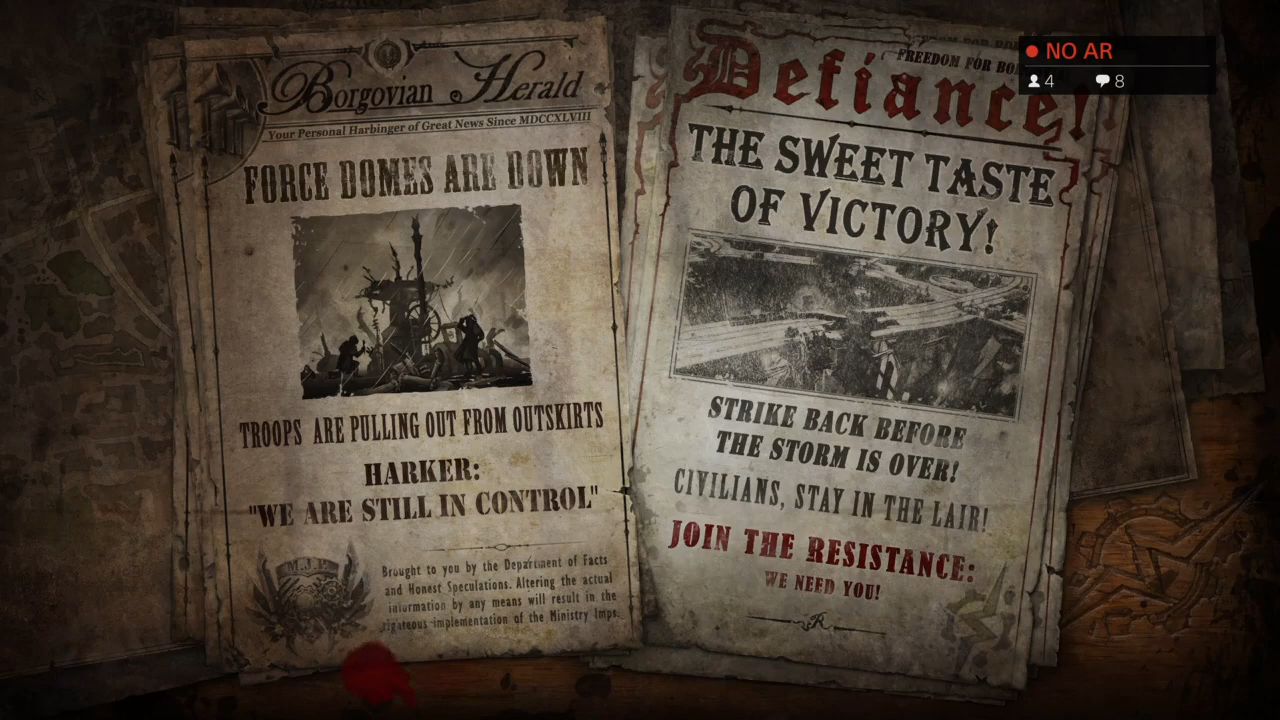 Borgovian Herald
Your Personal Harbinger of Great News Since MDCCXLVIII
FORCE DOMES ARE DOWN
TROOPS ARE PULLING OUT FROM OUTSKIRTS
HARKER:
"WE ARE STILL IN CONTROL"
M.J.P.
Brought to you by the Department of Facts
and Honest Speculations. Altering the actual
information by any means will result in the
rigateous implementation of the Ministry Imps.
FREEDOM FOR BO
Defiance!
THE SWEET TASTE
OF VICTORY!
STRIKE BACK BEFORE
THE STORM IS OVER!
CIVILIANS, STAY IN THE LAIR!
JOIN THE RESISTANCE:
WE NEED YOU!
R
NO AR
4 8